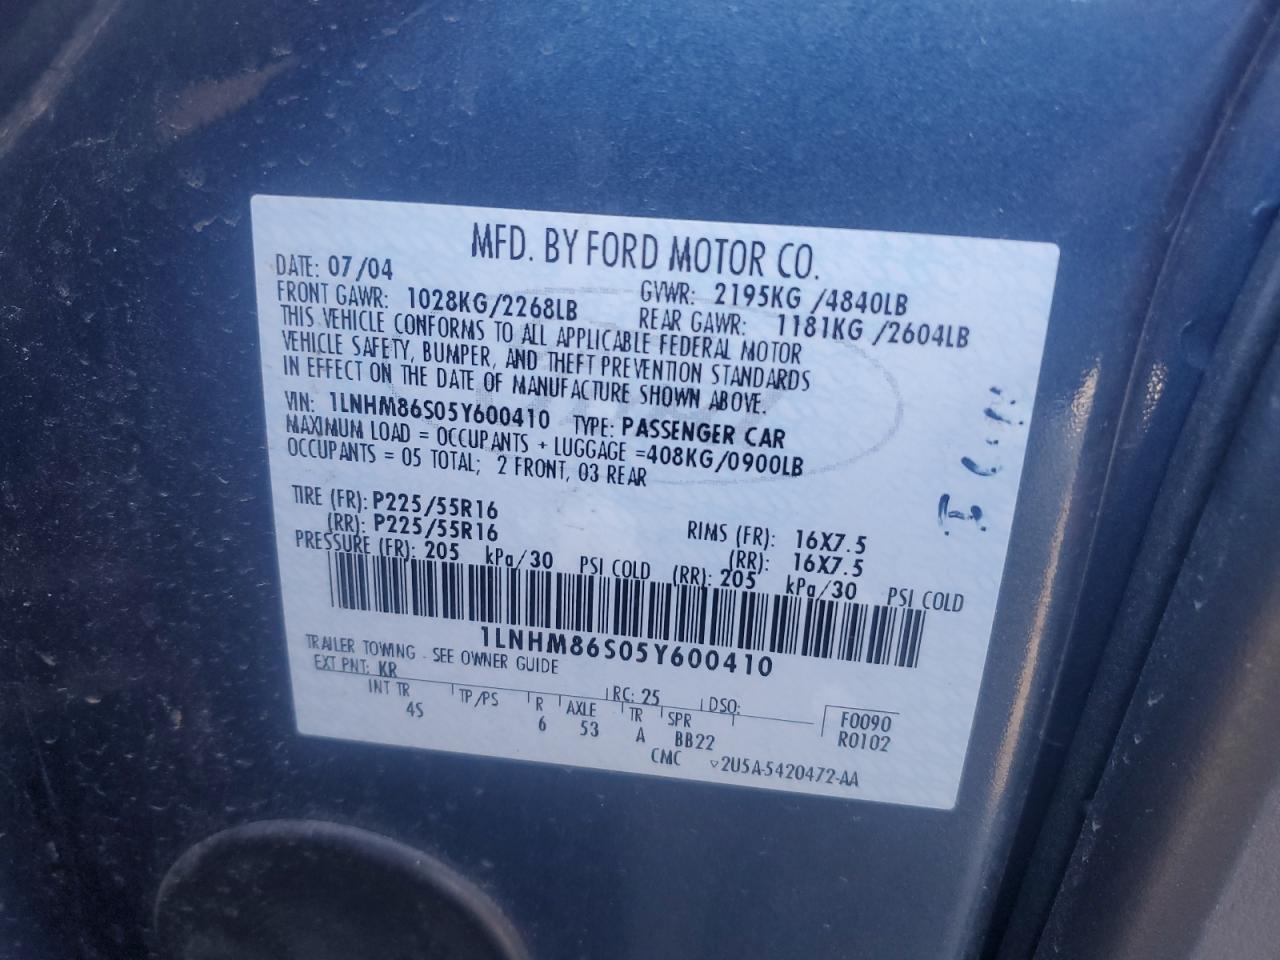 MFD. BY FORD MOTOR CO.
DATE: 07/04 GVWR: 2195KG /4840LB
FRONT GAWR: 1028KG/2268LB REAR GAWR: 1181KG /2604LB
THIS VEHICLE CONFORMS TO ALL APPLICABLE FEDERAL MOTOR
VEHICLE SAFETY, BUMPER, AND THEFT PREVENTION STANDARDS
IN EFFECT ON THE DATE OF MANUFACTURE SHOWN ABOVE.
VIN: 1LNHM86S05Y600410 TYPE: PASSENGER CAR
MAXIMUM LOAD = OCCUPANTS + LUGGAGE =408KG/0900LB
OCCUPANTS = 05 TOTAL; 2 FRONT, 03 REAR
TIRE (FR): P225/55R16 RIMS (FR): 16X7.5
(RR): P225/55R16 (RR): 16X7.5
PRESSURE (FR): 205 kPa/30 PSI COLD (RR): 205 kPa/30 PSI COLD
1LNHM86S05Y600410
TRAILER TOWING - SEE OWNER GUIDE
EXT PNT: KR RC: 25 DSO:
INT TR TP/PS R AXLE TR SPR F0090
45 6 53 A BB22 R0102
CMC ▽2U5A-5420472-AA